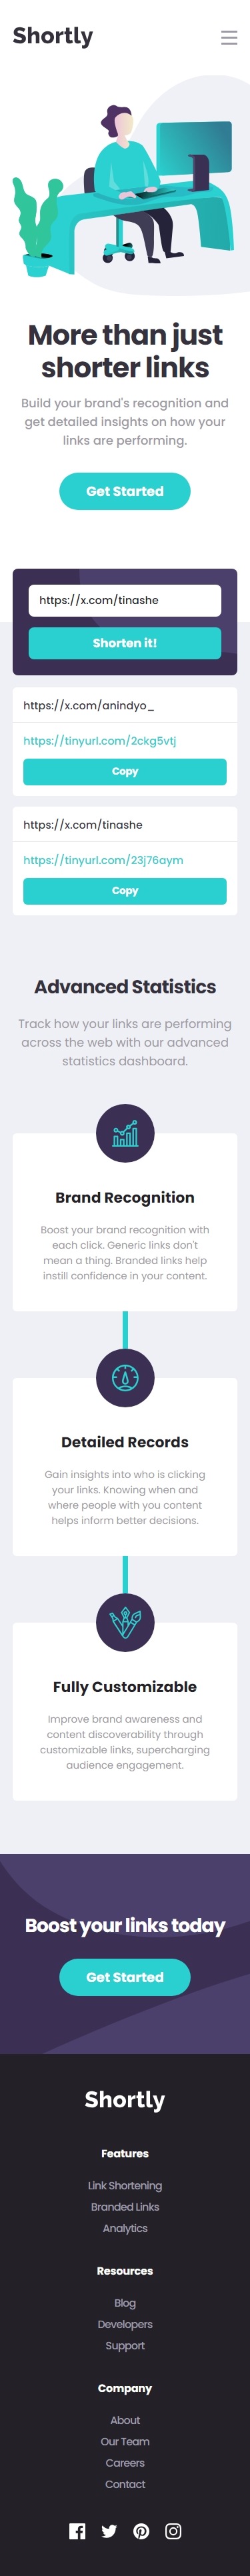 Shortly
More than just
shorter links
Build your brand's recognition and
get detailed insights on how your
links are performing.
Get Started
https://x.com/tinashe
Shorten it!
https://x.com/anindyo_
https://tinyurl.com/2ckg5vtj
Copy
https://x.com/tinashe
https://tinyurl.com/23j76aym
Copy
Advanced Statistics
Track how your links are performing
across the web with our advanced
statistics dashboard.
Brand Recognition
Boost your brand recognition with
each click. Generic links don't
mean a thing. Branded links help
instill confidence in your content.
Detailed Records
Gain insights into who is clicking
your links. Knowing when and
where people with you content
helps inform better decisions.
Fully Customizable
Improve brand awareness and
content discoverability through
customizable links, supercharging
audience engagement.
Boost your links today
Get Started
Shortly
Features
Link Shortening
Branded Links
Analytics
Resources
Blog
Developers
Support
Company
About
Our Team
Careers
Contact